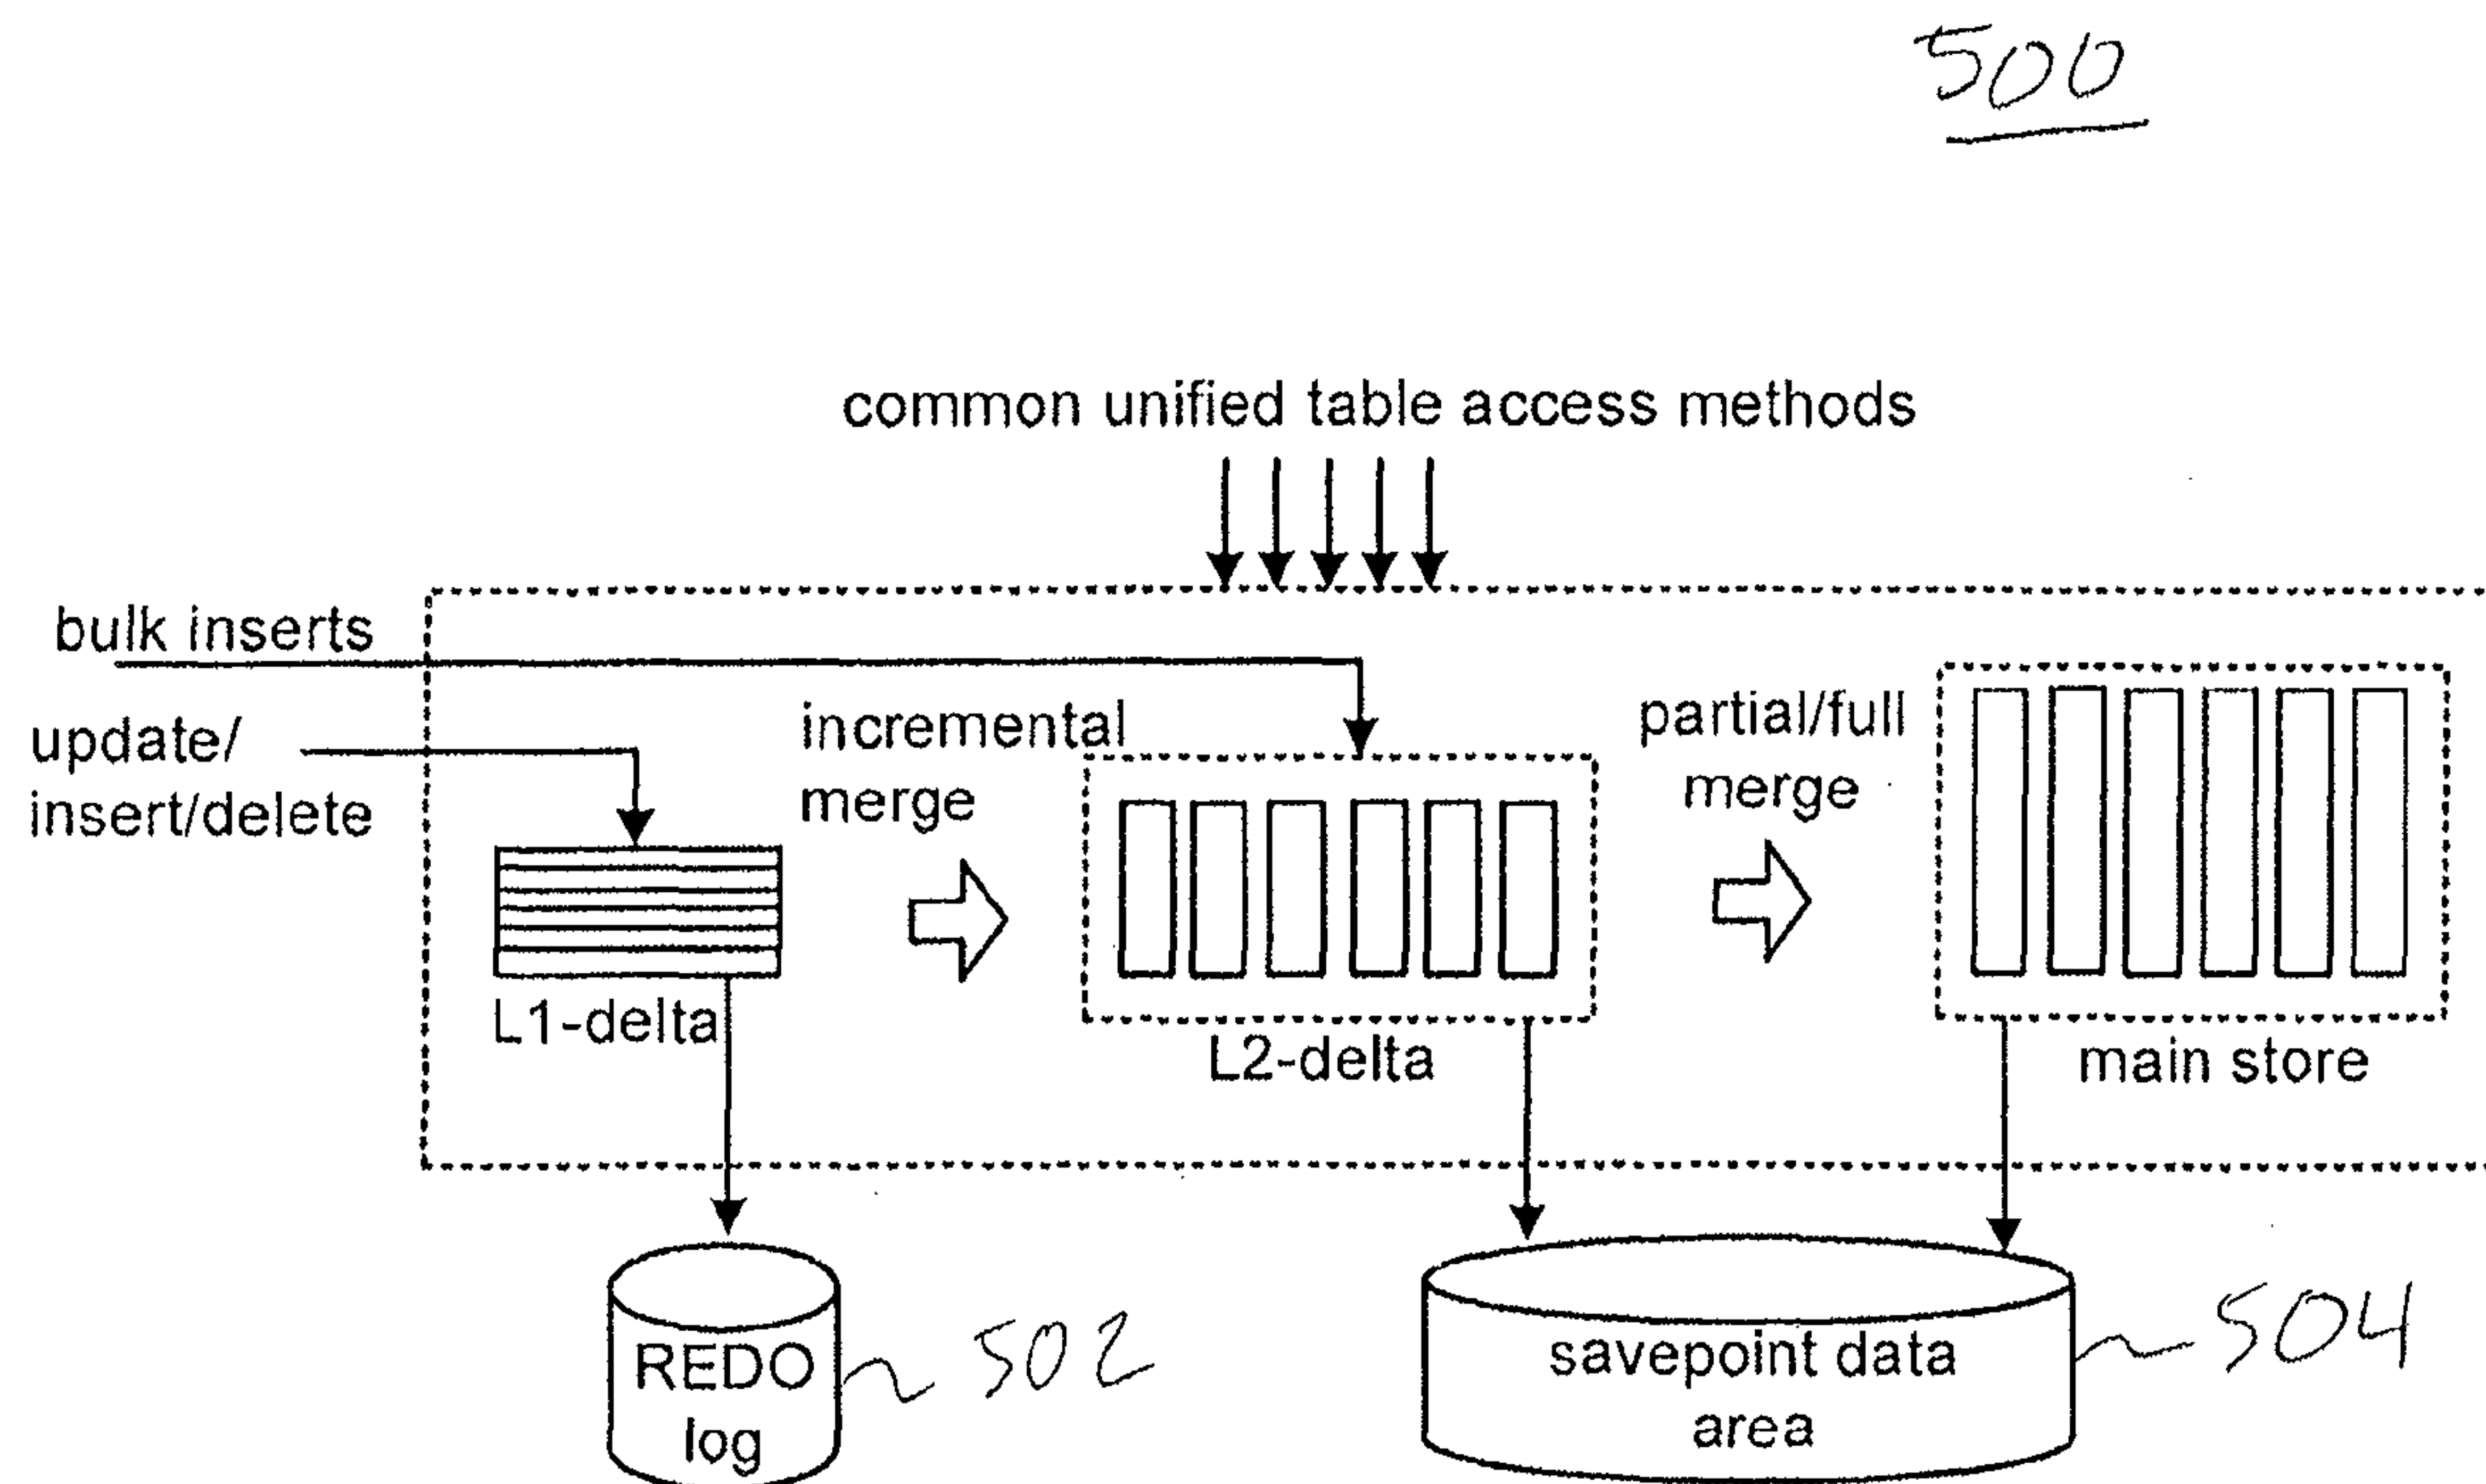 500
common unified table access methods
bulk inserts
update/
insert/delete
incremental
merge
partial/full
merge
L1-delta
L2-delta
main store
REDO
log
502
savepoint data
area
504